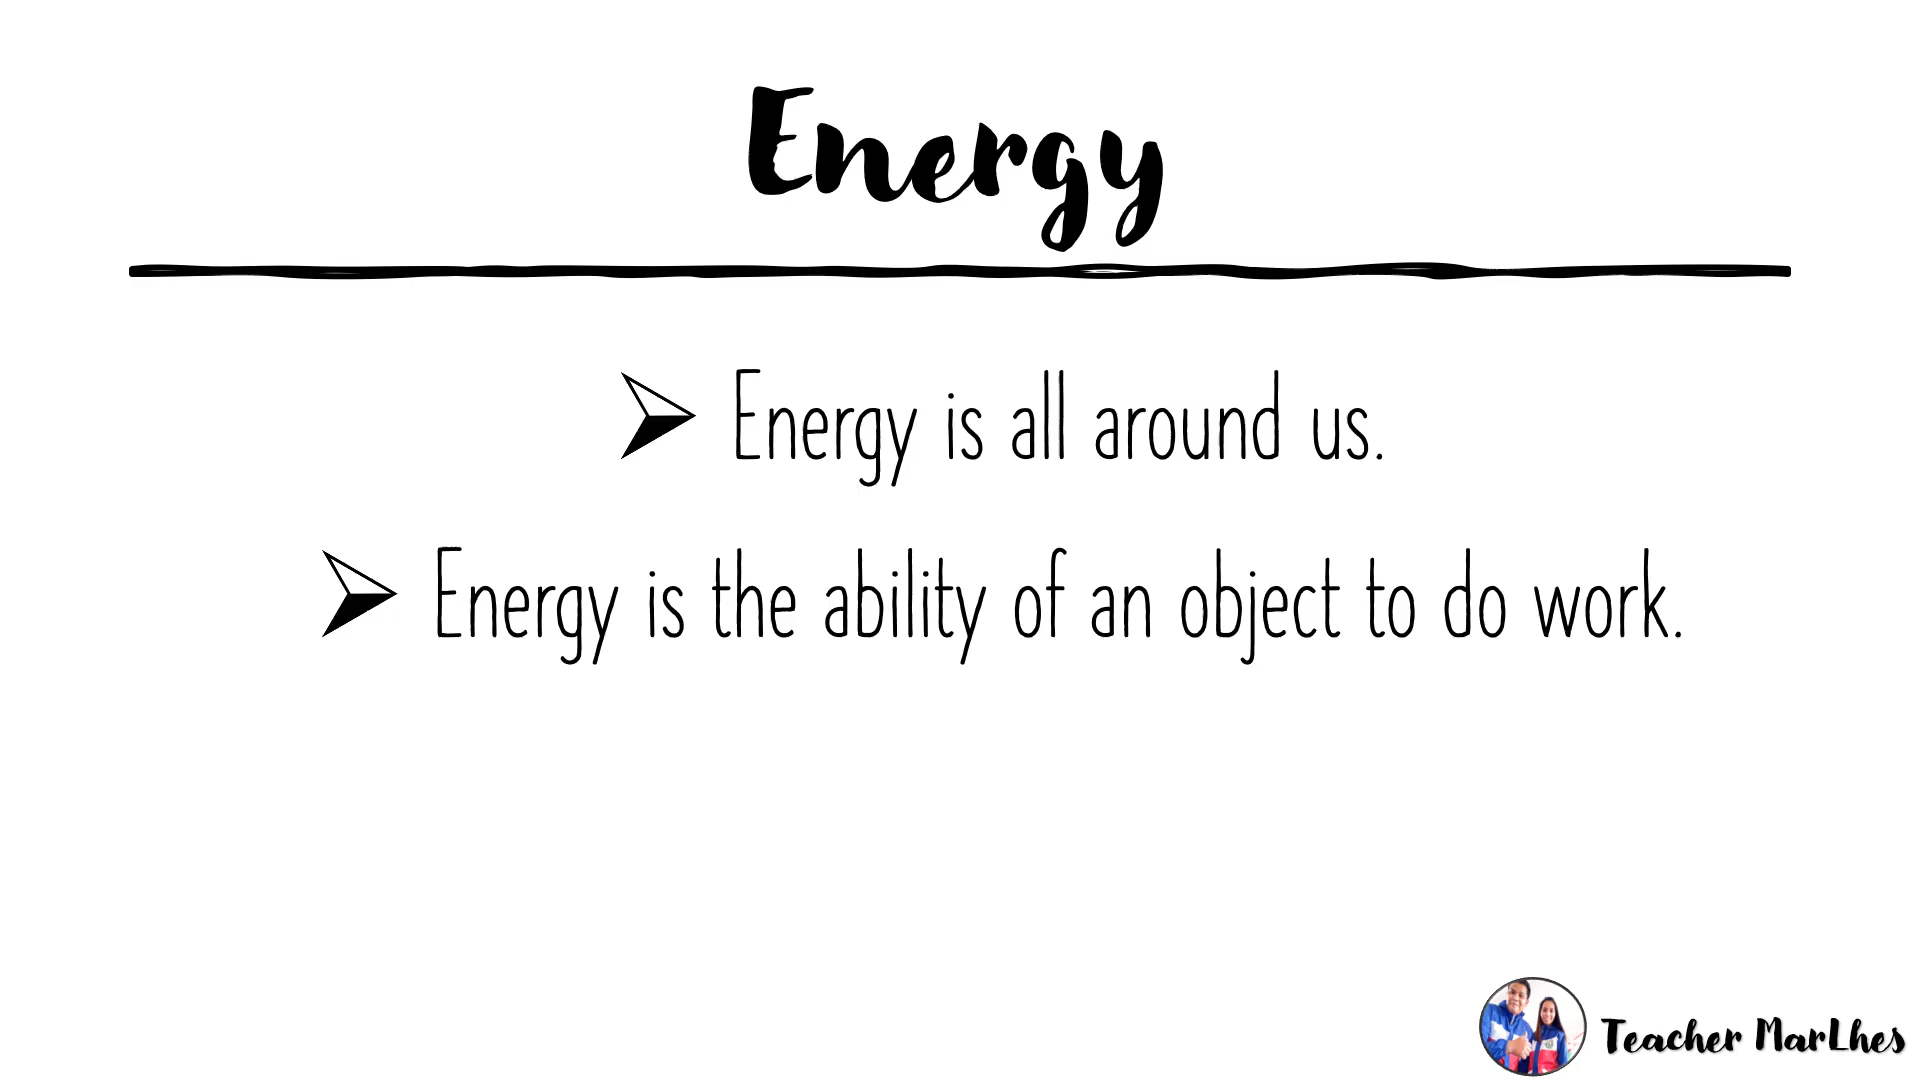 Energy
Energy is all around us.
Energy is the ability of an object to do work.
Teacher MarLhes